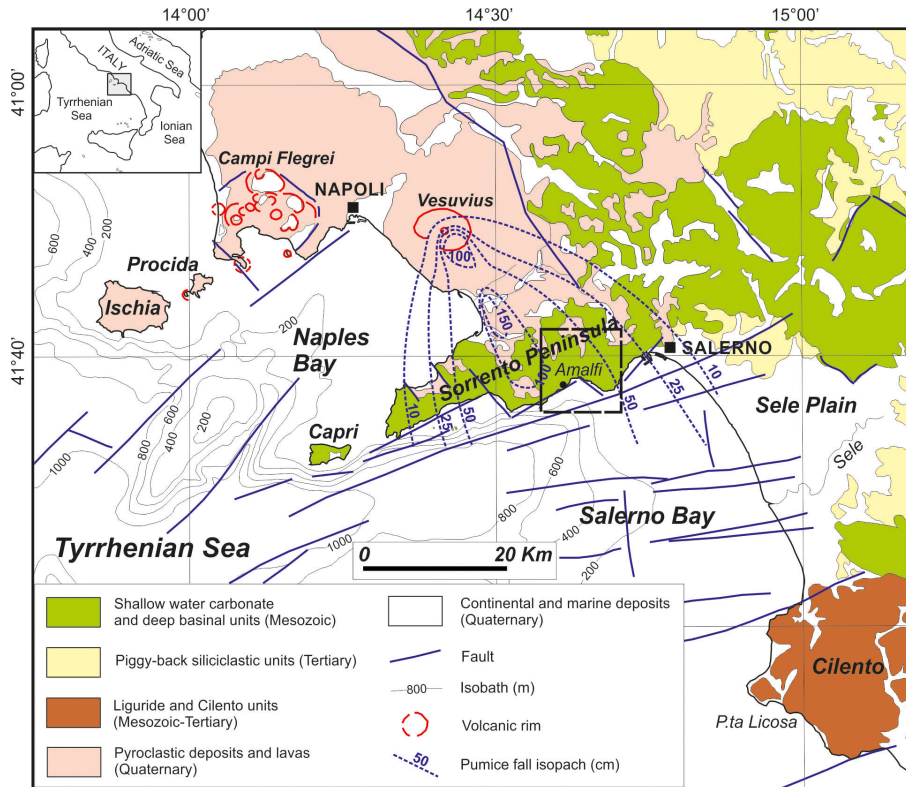 14°00'
14°30'
15°00'
41°00'
41°40'
ITALY
Adriatic Sea
Tyrrhenian
Sea
Ionian
Sea
Campi Flegrei
NAPOLI
Vesuvius
100
600
400
200
Procida
Ischia
200
Naples
Bay
150
100
Sorrento Peninsula
Amalfi
SALERNO
10
25
50
10
25
50
Capri
Sele Plain
Sele
600
800
400
200
1000
600
800
400
200
Salerno Bay
Tyrrhenian Sea
1000
0
20 Km
Shallow water carbonate
and deep basinal units (Mesozoic)
Piggy-back siliciclastic units (Tertiary)
Liguride and Cilento units
(Mesozoic-Tertiary)
Pyroclastic deposits and lavas
(Quaternary)
Continental and marine deposits
(Quaternary)
Fault
800
Isobath (m)
Volcanic rim
50
Pumice fall isopach (cm)
Cilento
P.ta Licosa